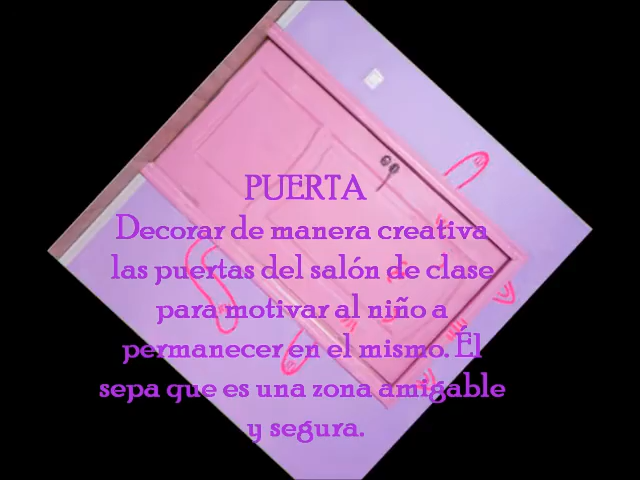 PUERTA
Decorar de manera creativa
las puertas del salón de clase
para motivar al niño a
permanecer en el mismo. Él
sepa que es una zona amigable
y segura.